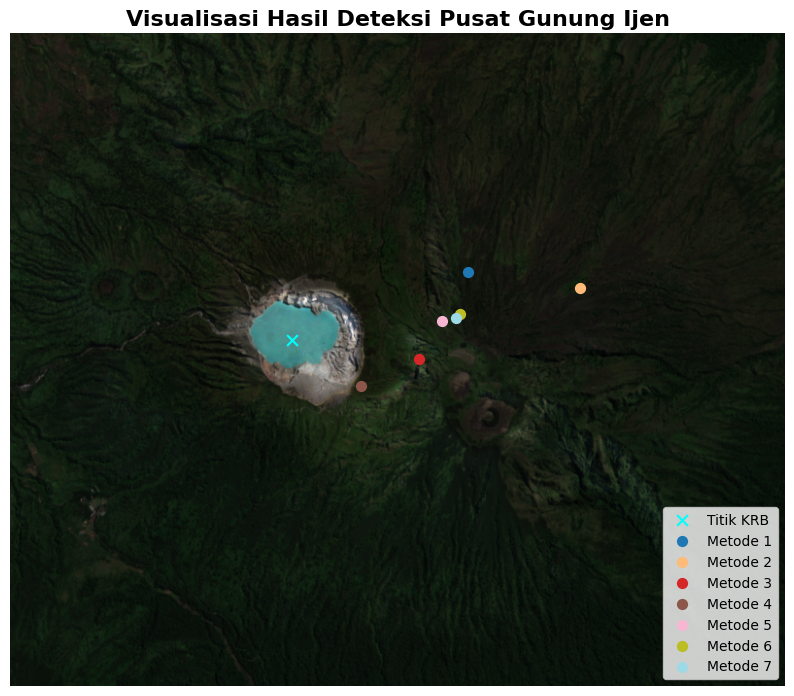 Visualisasi Hasil Deteksi Pusat Gunung Ijen
Titik KRB
Metode 1
Metode 2
Metode 3
Metode 4
Metode 5
Metode 6
Metode 7